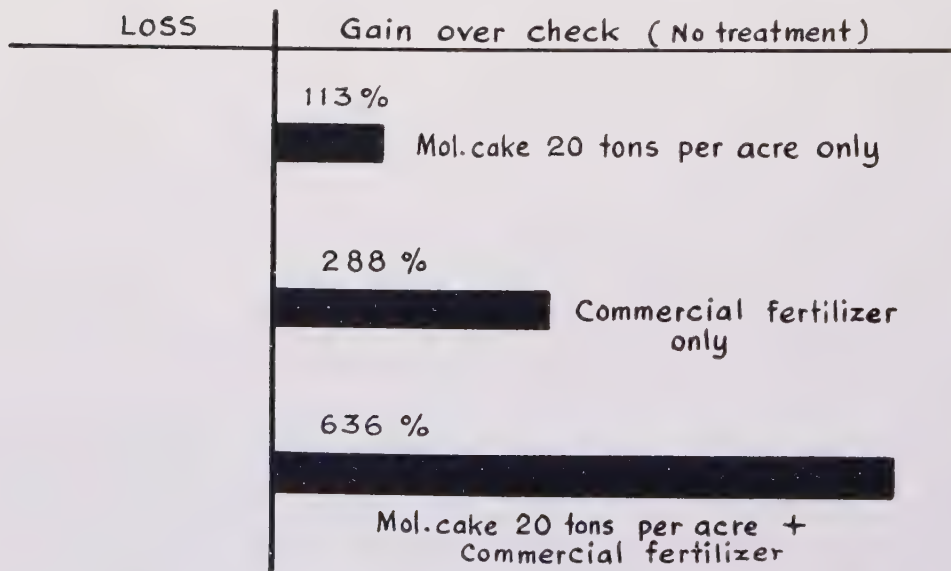 LOSS
Gain over check (No treatment)
113%
Mol.cake 20 tons per acre only
288 %
Commercial fertilizer
only
636 %
Mol.cake 20 tons per acre +
Commercial fertilizer